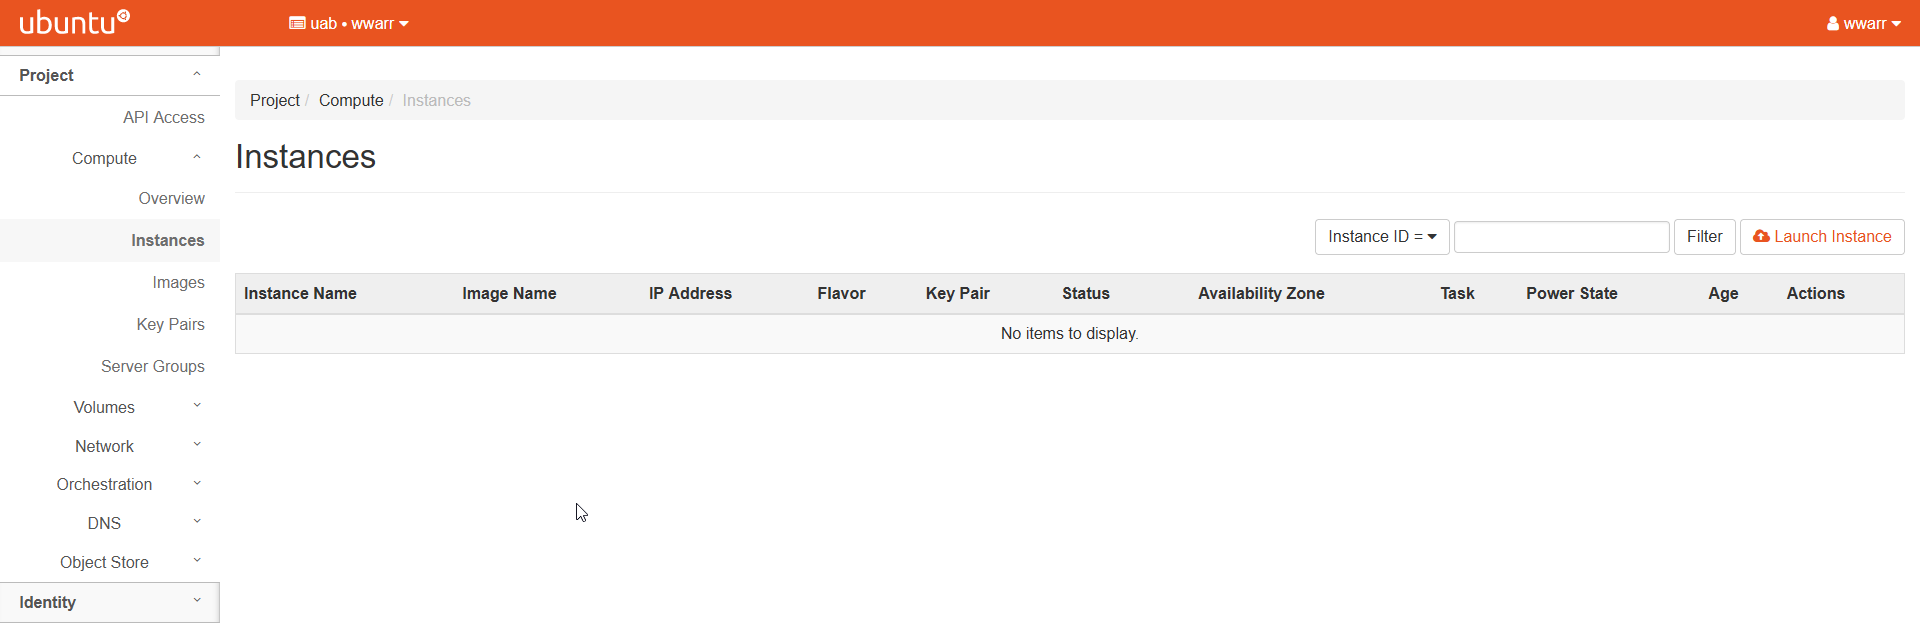 ubuntu
uab • wwarr
wwarr
Project
API Access
Compute
Overview
Instances
Images
Key Pairs
Server Groups
Volumes
Network
Orchestration
DNS
Object Store
Identity
Project / Compute / Instances
Instances
Instance ID =
Filter
Launch Instance
Instance Name Image Name IP Address Flavor Key Pair Status Availability Zone Task Power State Age Actions
No items to display.